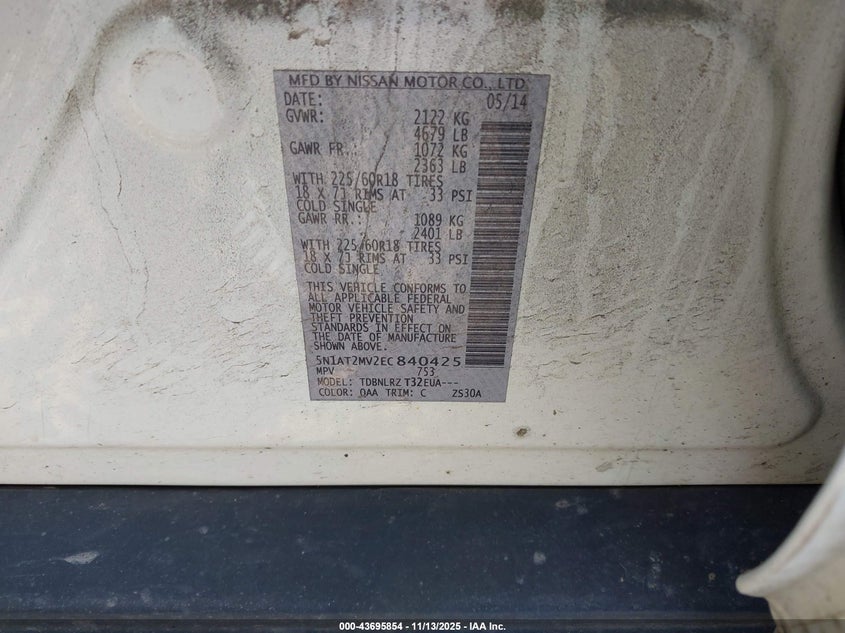 MFD BY NISSAN MOTOR CO., LTD
DATE: 05/14
GVWR: 2122 KG
4679 LB
GAWR FR.: 1072 KG
2363 LB
WITH 225/60R18 TIRES
18 X 7J RIMS AT 33 PSI
COLD SINGLE
GAWR RR.: 1089 KG
2401 LB
WITH 225/60R18 TIRES
18 X 7J RIMS AT 33 PSI
COLD SINGLE
THIS VEHICLE CONFORMS TO
ALL APPLICABLE FEDERAL
MOTOR VEHICLE SAFETY AND
THEFT PREVENTION
STANDARDS IN EFFECT ON
THE DATE OF MANUFACTURE
SHOWN ABOVE.
5N1AT2MV2EC840425
MPV 753
MODEL: TDBNLRZ T32EUA---
COLOR: QAA TRIM: C ZS30A
000-43695854 - 11/13/2025 - IAA Inc.